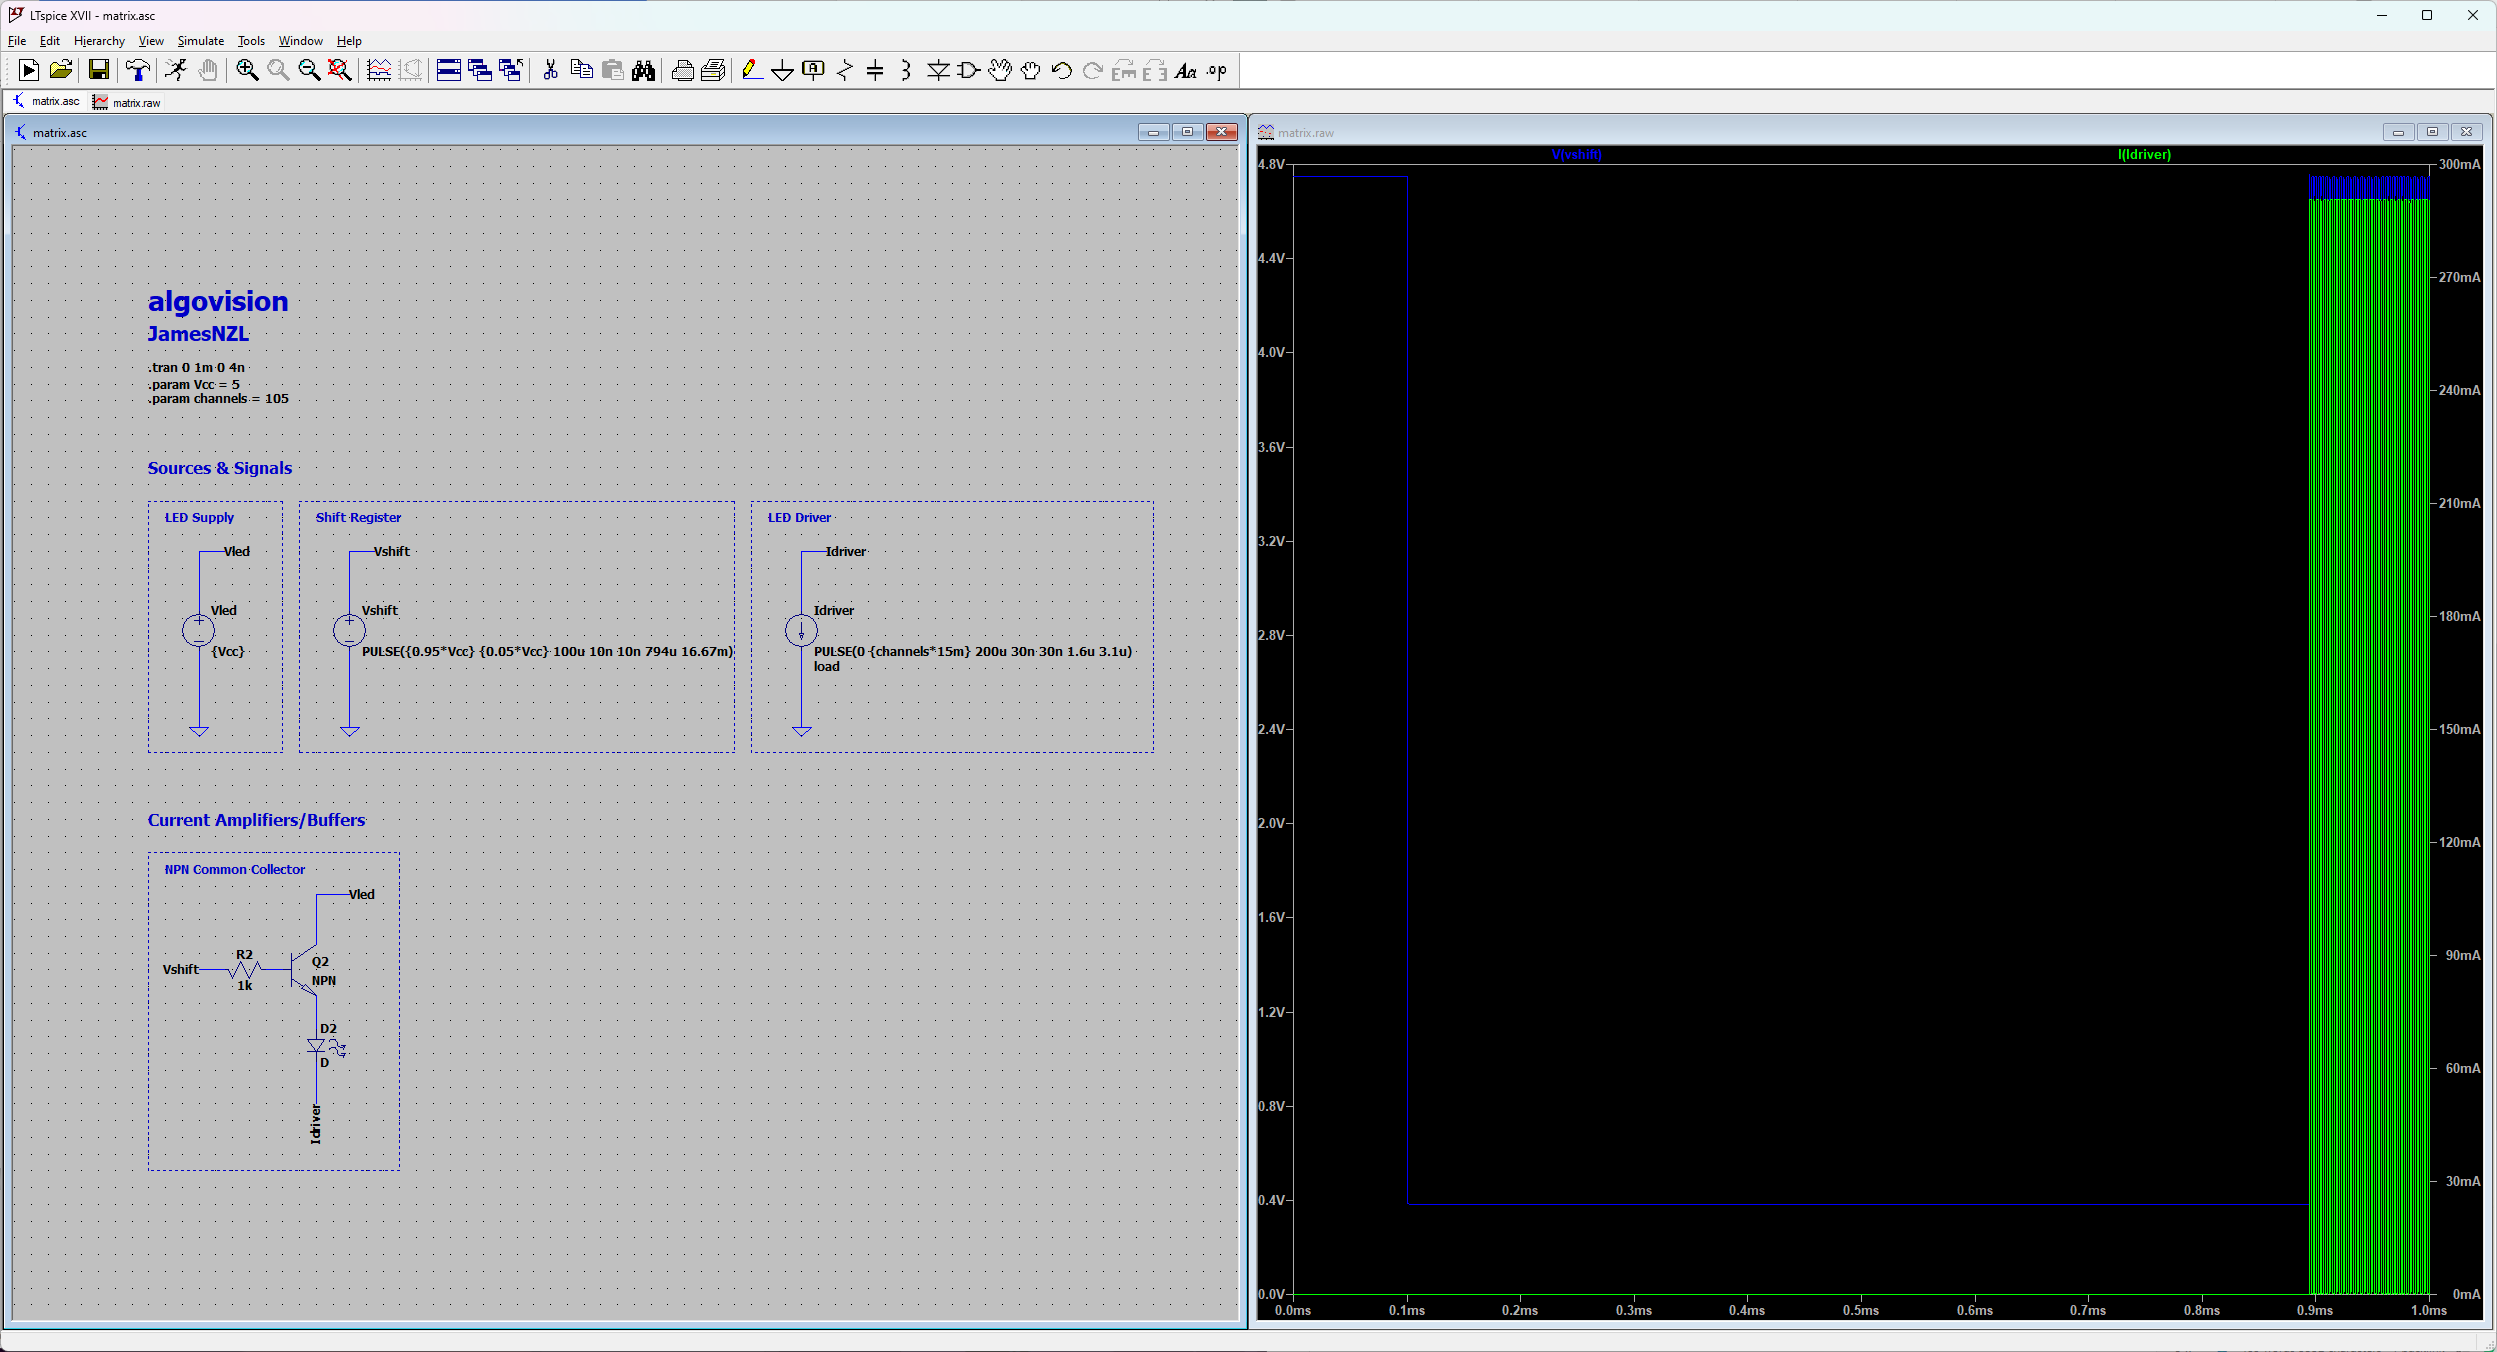 LTspice XVII - matrix.asc
File Edit Hierarchy View Simulate Tools Window Help
.op
matrix.asc matrix.raw
matrix.asc
algovision
JamesNZL
.tran 0 1m 0 4n
.param Vcc = 5
.param channels = 105
Sources & Signals
LED Supply
Vled
Vled
{Vcc}
Shift Register
Vshift
Vshift
PULSE({0.95*Vcc} {0.05*Vcc} 100u 10n 10n 794u 16.67m)
LED Driver
Idriver
Idriver
PULSE(0 {channels*15m} 200u 30n 30n 1.6u 3.1u)
load
Current Amplifiers/Buffers
NPN Common Collector
Vled
Vshift
R2
1k
Q2
NPN
D2
D
Idriver
matrix.raw
V(vshift) I(Idriver)
4.8V
4.4V
4.0V
3.6V
3.2V
2.8V
2.4V
2.0V
1.6V
1.2V
0.8V
0.4V
0.0V
300mA
270mA
240mA
210mA
180mA
150mA
120mA
90mA
60mA
30mA
0mA
0.0ms 0.1ms 0.2ms 0.3ms 0.4ms 0.5ms 0.6ms 0.7ms 0.8ms 0.9ms 1.0ms